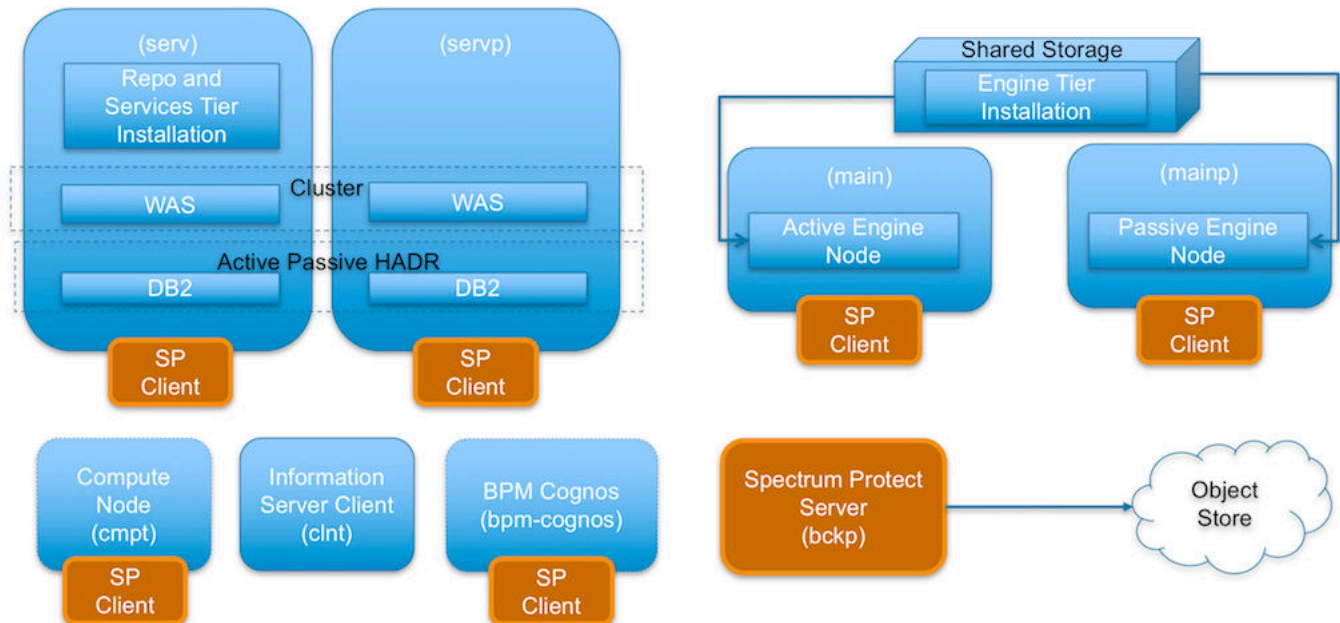 (serv)
Repo and
Services Tier
Installation
WAS
DB2
SP
Client
(servp)
Cluster
WAS
Active Passive HADR
DB2
SP
Client
Shared Storage
Engine Tier
Installation
(main)
Active Engine
Node
SP
Client
(mainp)
Passive Engine
Node
SP
Client
Compute
Node
(cmpt)
SP
Client
Information
Server Client
(clnt)
BPM Cognos
(bpm-cognos)
SP
Client
Spectrum Protect
Server
(bckp)
Object
Store